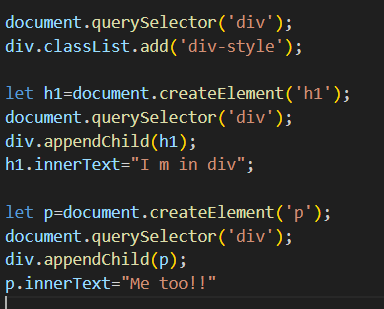 document.querySelector('div');
div.classList.add('div-style');
let h1=document.createElement('h1');
document.querySelector('div');
div.appendChild(h1);
h1.innerText="I m in div";
let p=document.createElement('p');
document.querySelector('div');
div.appendChild(p);
p.innerText="Me too!!"